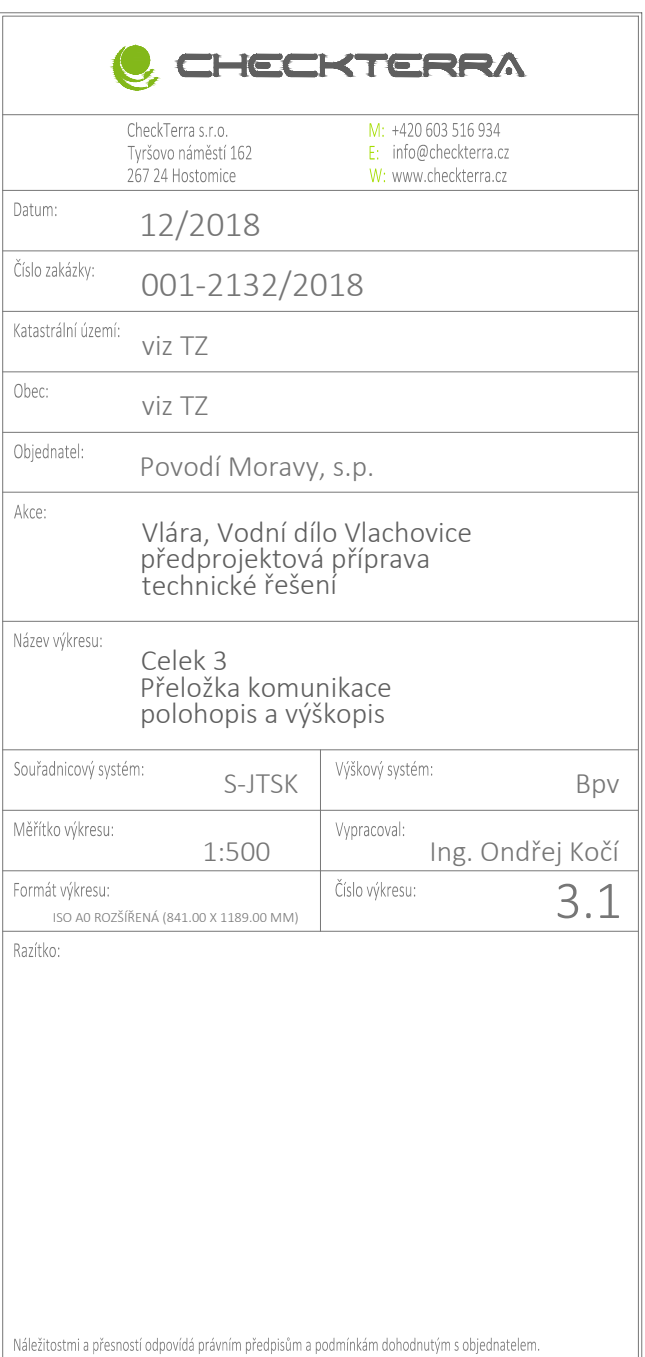 CHECKTERRA
CheckTerra s.r.o.
Tyršovo náměstí 162
267 24 Hostomice
M: +420 603 516 934
E: info@checkterra.cz
W: www.checkterra.cz
Datum: 12/2018
Číslo zakázky: 001-2132/2018
Katastrální území: viz TZ
Obec: viz TZ
Objednatel: Povodí Moravy, s.p.
Akce:
Vlára, Vodní dílo Vlachovice
předprojektová příprava
technické řešení
Název výkresu:
Celek 3
Přeložka komunikace
polohopis a výškopis
Souřadnicový systém: S-JTSK
Výškový systém: Bpv
Měřítko výkresu: 1:500
Vypracoval: Ing. Ondřej Kočí
Formát výkresu:
ISO A0 ROZŠÍŘENÁ (841.00 X 1189.00 MM)
Číslo výkresu: 3.1
Razítko:
Náležitostmi a přesností odpovídá právním předpisům a podmínkám dohodnutým s objednatelem.